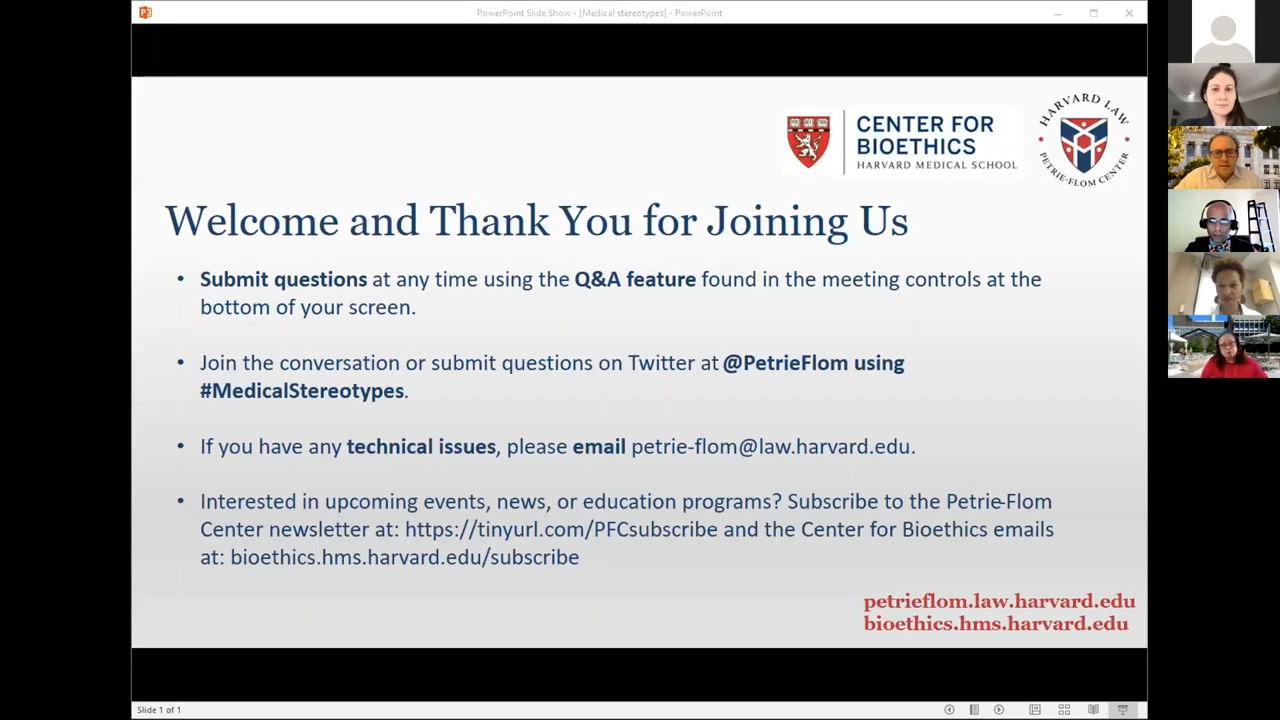 PowerPoint Slide Show - [Medical stereotypes] - PowerPoint
CENTER FOR
BIOETHICS
HARVARD MEDICAL SCHOOL
HARVARD LAW
PETRIE-FLOM CENTER
Welcome and Thank You for Joining Us
• Submit questions at any time using the Q&A feature found in the meeting controls at the
bottom of your screen.
• Join the conversation or submit questions on Twitter at @PetrieFlom using
#MedicalStereotypes.
• If you have any technical issues, please email petrie-flom@law.harvard.edu.
• Interested in upcoming events, news, or education programs? Subscribe to the Petrie-Flom
Center newsletter at: https://tinyurl.com/PFCsubscribe and the Center for Bioethics emails
at: bioethics.hms.harvard.edu/subscribe
petrieflom.law.harvard.edu
bioethics.hms.harvard.edu
Slide 1 of 1